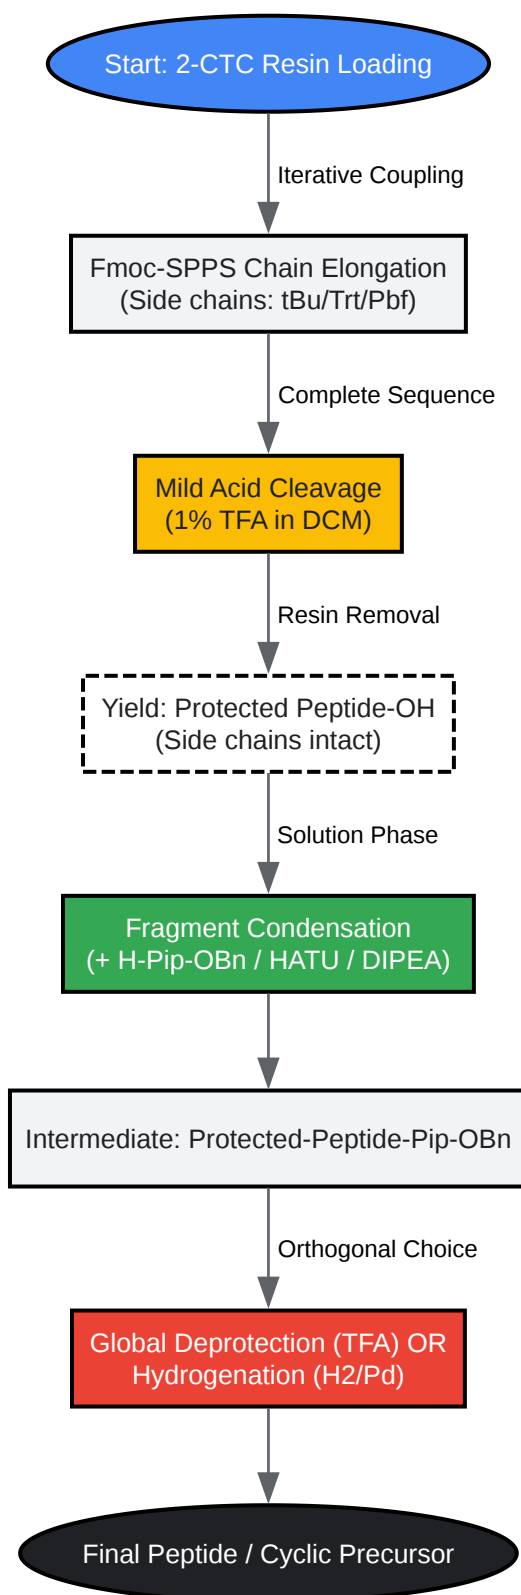 Start: 2-CTC Resin Loading
Iterative Coupling
Fmoc-SPPS Chain Elongation
(Side chains: tBu/Trt/Pbf)
Complete Sequence
Mild Acid Cleavage
(1% TFA in DCM)
Resin Removal
Yield: Protected Peptide-OH
(Side chains intact)
Solution Phase
Fragment Condensation
(+ H-Pip-OBn / HATU / DIPEA)
Intermediate: Protected-Peptide-Pip-OBn
Orthogonal Choice
Global Deprotection (TFA) OR
Hydrogenation (H2/Pd)
Final Peptide / Cyclic Precursor